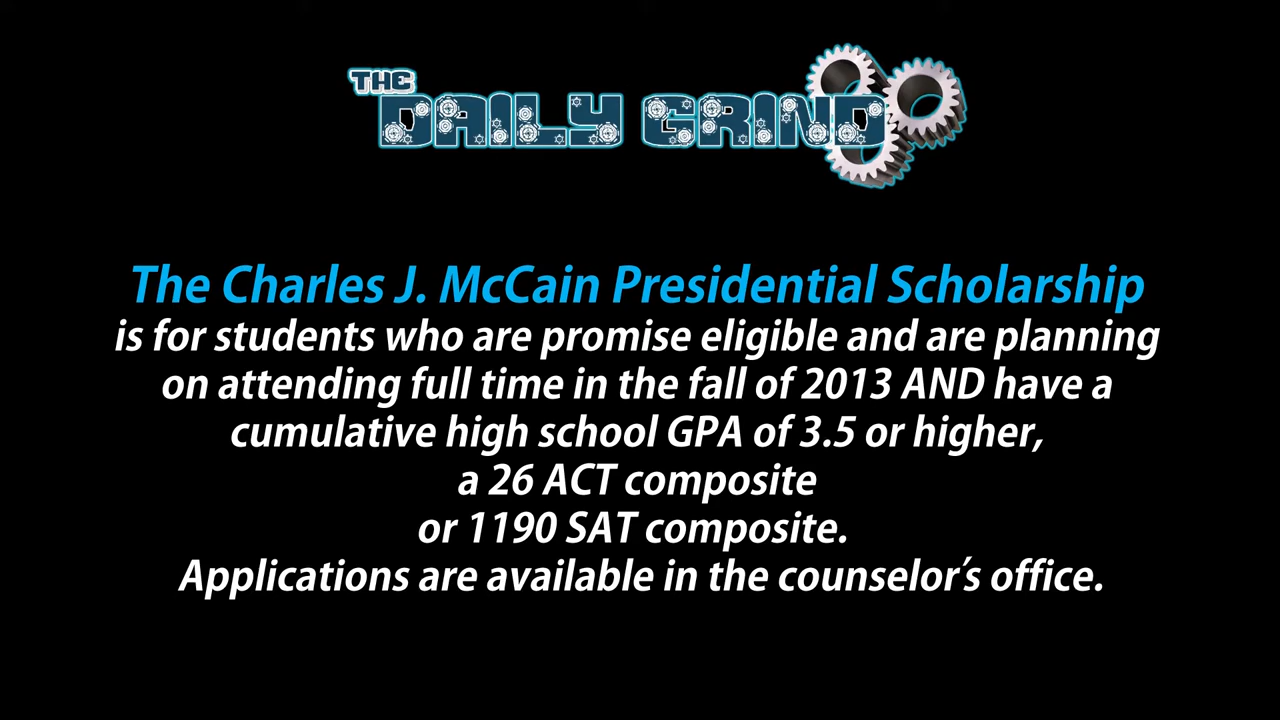 THE
DAILY GRIND
The Charles J. McCain Presidential Scholarship
is for students who are promise eligible and are planning
on attending full time in the fall of 2013 AND have a
cumulative high school GPA of 3.5 or higher,
a 26 ACT composite
or 1190 SAT composite.
Applications are available in the counselor's office.